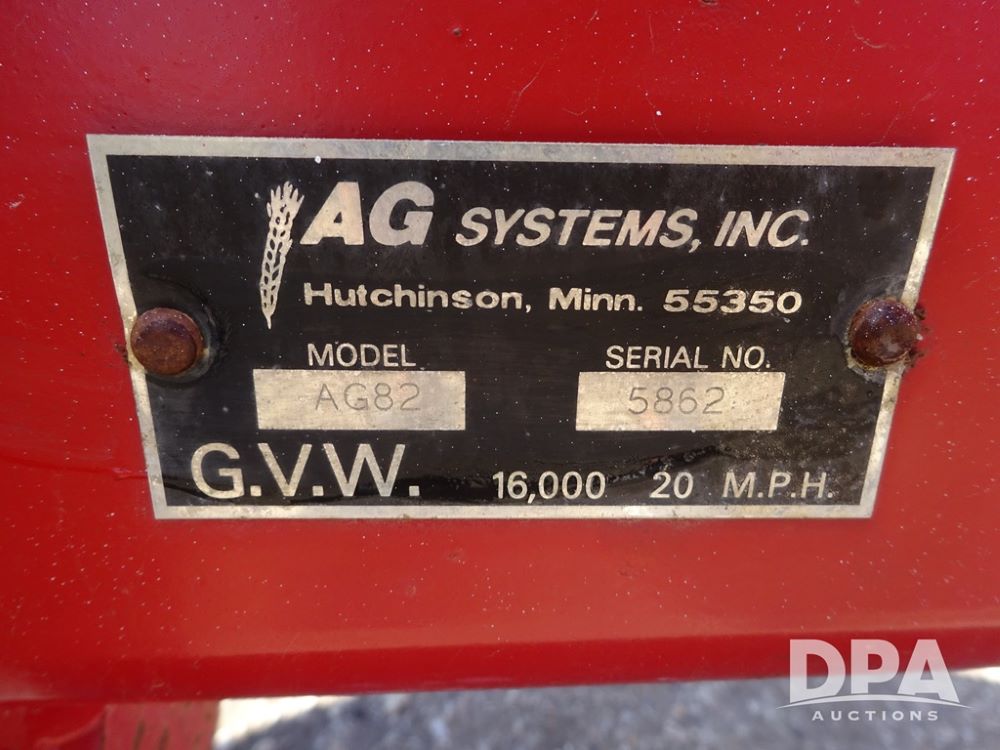 AG SYSTEMS, INC.
Hutchinson, Minn. 55350
MODEL SERIAL NO.
AG82 5862
G.V.W. 16,000 20 M.P.H.
DPA
AUCTIONS